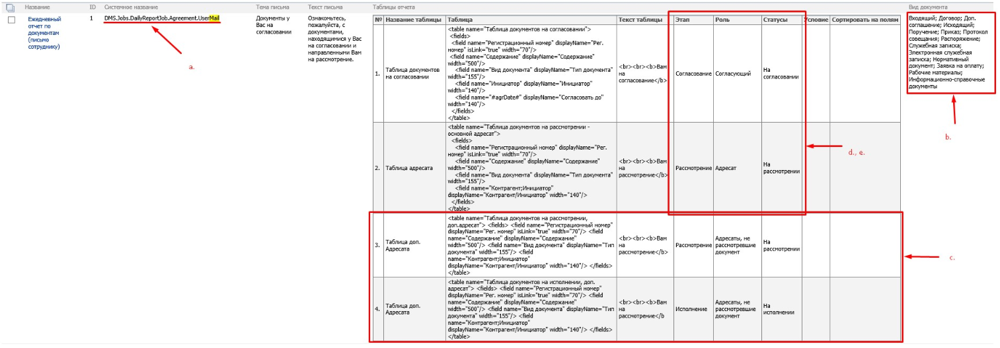 Название
ID
Системное название
Тема письма
Текст письма
Таблицы отчета
Вид документа
Ежедневный
отчет по
документам
(письмо
сотруднику)
1
DMS.Jobs.DailyReportJob.Agreement.UserMail
a.
Документы у
Вас на
согласовании
Ознакомьтесь,
пожалуйста, с
документами,
находящимися у Вас
на согласовании и
направленными Вам
на рассмотрение.
№ Название таблицы Таблица Текст таблицы Этап Роль Статусы Условие Сортировать на полям
1.
Таблица документов
на согласовании
<table name="Таблица документов на согласовании">
<fields>
<field name="Регистрационный номер" displayName="Рег.
номер" isLink="true" width="70"/>
<field name="Содержание" displayName="Содержание"
width="500"/>
<field name="Вид документа" displayName="Тип документа"
width="155"/>
<field name="Инициатор" displayName="Инициатор"
width="140"/>
<field name="#agrDate#" displayName="Согласовать до"
width="140"/>
</fields>
</table>
<br><br><b>Вам
на
согласование</b>
Согласование
Согласующий
На
согласовании
2.
Таблица адресата
<table name="Таблица документов на рассмотрении -
основной адресат">
<fields>
<field name="Регистрационный номер" displayName="Рег.
номер" isLink="true" width="70"/>
<field name="Содержание" displayName="Содержание"
width="500"/>
<field name="Вид документа" displayName="Тип документа"
width="155"/>
<field name="Контрагент;Инициатор"
displayName="Контрагент/Инициатор" width="140"/>
</fields>
</table>
<br><br><b>Вам
на
рассмотрение</b>
Рассмотрение
Адресат
На
рассмотрении
d., e.
3.
Таблица доп.
Адресата
<table name="Таблица документов на рассмотрении,
доп.адресат"> <fields> <field name="Регистрационный номер"
displayName="Рег. номер" isLink="true" width="70"/> <field
name="Содержание" displayName="Содержание"
width="500"/> <field name="Вид документа" displayName="Тип
документа" width="155"/> <field
name="Контрагент;Инициатор"
displayName="Контрагент/Инициатор" width="140"/> </fields>
</table>
<br><br><b>Вам
на
рассмотрение</b>
Рассмотрение
Адресаты, не
рассмотревшие
документ
На
рассмотрении
c.
4.
Таблица доп.
Адресата
<table name="Таблица документов на исполнении, доп.
адресат"> <fields> <field name="Регистрационный номер"
displayName="Рег. номер" isLink="true" width="70"/> <field
name="Содержание" displayName="Содержание"
width="500"/> <field name="Вид документа" displayName="Тип
документа" width="155"/> <field
name="Контрагент;Инициатор"
displayName="Контрагент/Инициатор" width="140"/> </fields>
</table>
<br><br><b>Вам
на
рассмотрение</b
Исполнение
Адресаты, не
рассмотревшие
документ
На
исполнении
Входящий; Договор; Доп.
соглашение; Исходящий;
Поручение; Приказ; Протокол
совещания; Распоряжение;
Служебная записка;
Электронная служебная
записка; Нормативный
документ; Заявка на оплату;
Рабочие материалы;
Информационно-справочные
документы
b.